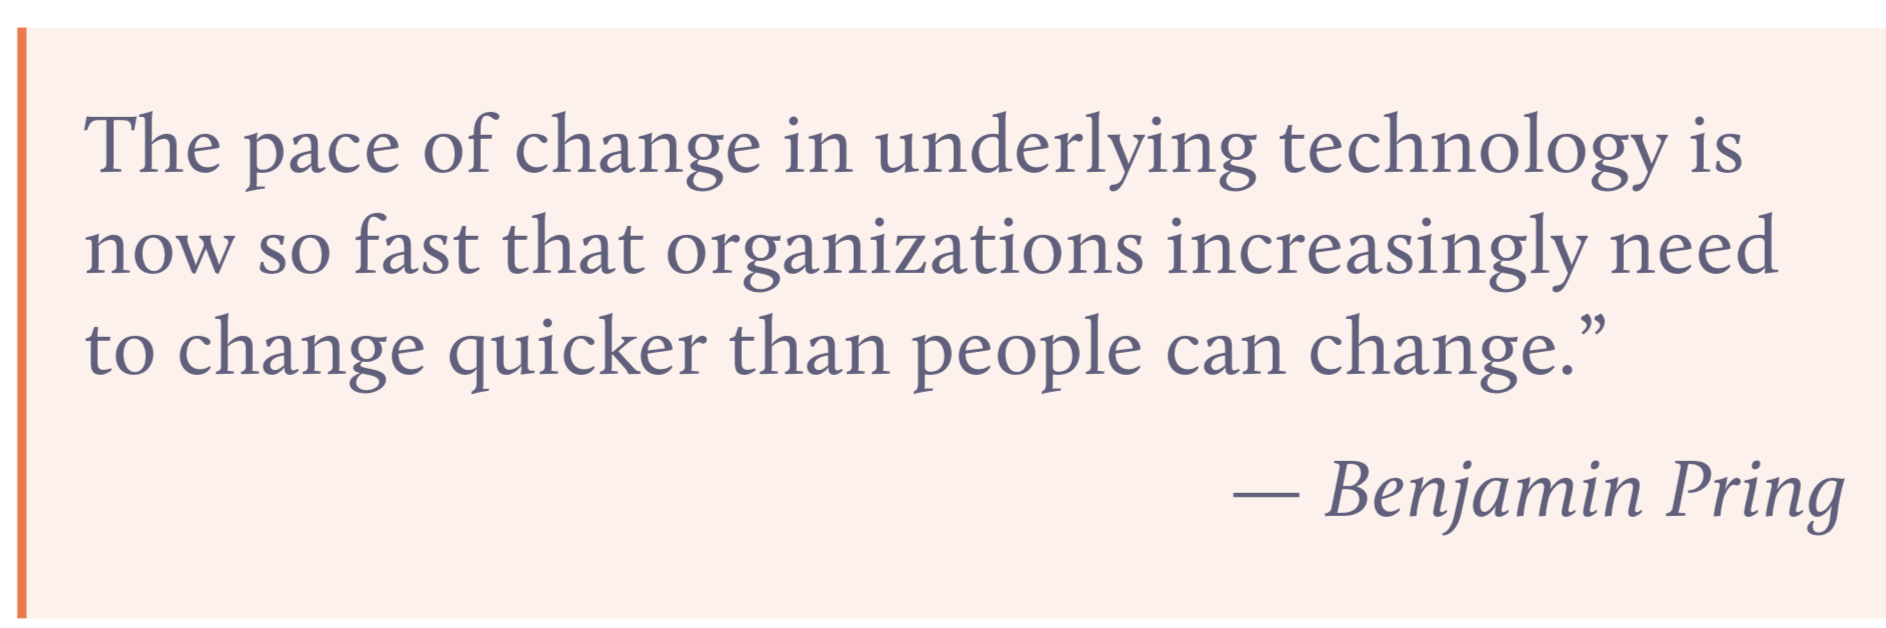 The pace of change in underlying technology is
now so fast that organizations increasingly need
to change quicker than people can change.”
— Benjamin Pring